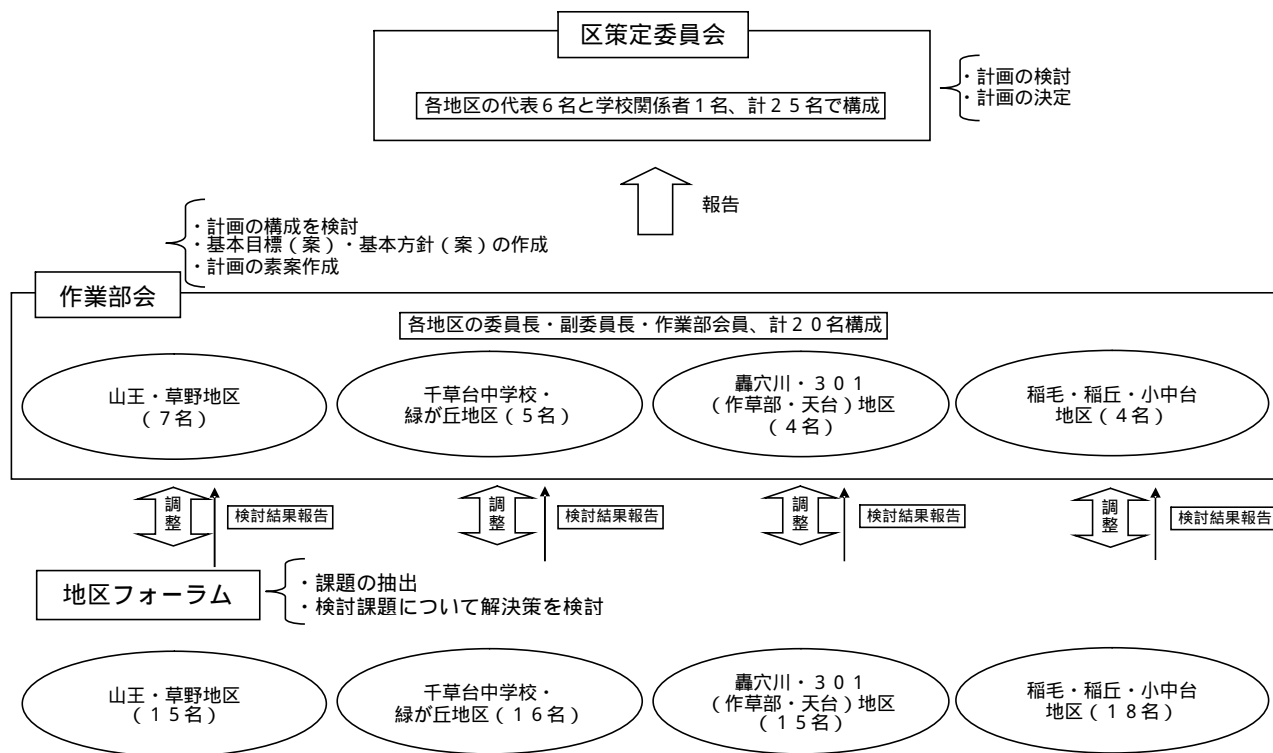 区策定委員会
各地区の代表６名と学校関係者１名、計２５名で構成
・計画の検討
・計画の決定
報告
・計画の構成を検討
・基本目標（案）・基本方針（案）の作成
・計画の素案作成
作業部会
各地区の委員長・副委員長・作業部会員、計２０名構成
山王・草野地区
（７名）
千草台中学校・
緑が丘地区（５名）
轟穴川・３０１
（作草部・天台）地区
（４名）
稲毛・稲丘・小中台
地区（４名）
調整
検討結果報告
調整
検討結果報告
調整
検討結果報告
調整
検討結果報告
地区フォーラム
・課題の抽出
・検討課題について解決策を検討
山王・草野地区
（１５名）
千草台中学校・
緑が丘地区（１６名）
轟穴川・３０１
（作草部・天台）地区
（１５名）
稲毛・稲丘・小中台
地区（１８名）